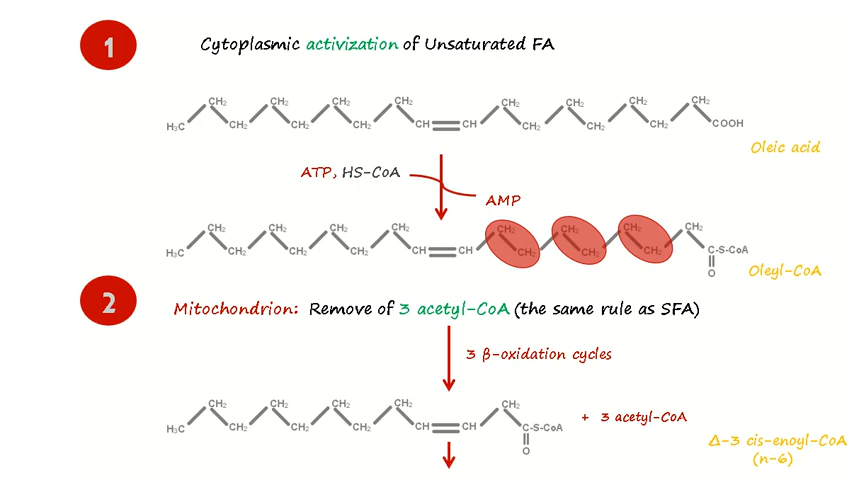 1
Cytoplasmic activization of Unsaturated FA
CH₂ CH₂ CH₂ CH₂ CH₂ CH₂ CH₂ CH₂
H₃C CH₂ CH₂ CH₂ CH CH CH₂ CH₂ CH₂ COOH
Oleic acid
ATP, HS-CoA
AMP
CH₂ CH₂ CH₂ CH₂ CH₂ CH₂ CH₂ CH₂
H₃C CH₂ CH₂ CH₂ CH CH CH₂ CH₂ CH₂ C-S-CoA
O
Oleyl-CoA
2
Mitochondrion: Remove of 3 acetyl-CoA (the same rule as SFA)
3 β-oxidation cycles
CH₂ CH₂ CH₂ CH₂ CH₂
H₃C CH₂ CH₂ CH₂ CH CH C-S-CoA
O
+ 3 acetyl-CoA
Δ-3 cis-enoyl-CoA
(n-6)